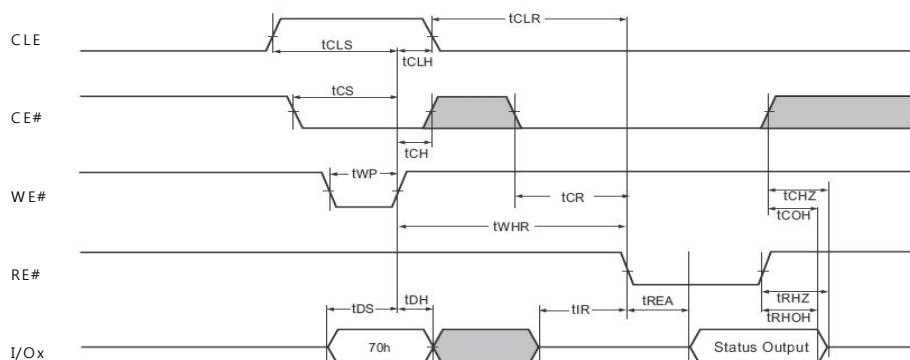 CLE
tCLS
tCLH
tCLR
CE#
tCS
tCH
WE#
tWP
tCR
tCHZ
tCOH
tWHR
RE#
tREA
tRHZ
tRHOH
tDS
tDH
tIR
I/Ox
70h
Status Output